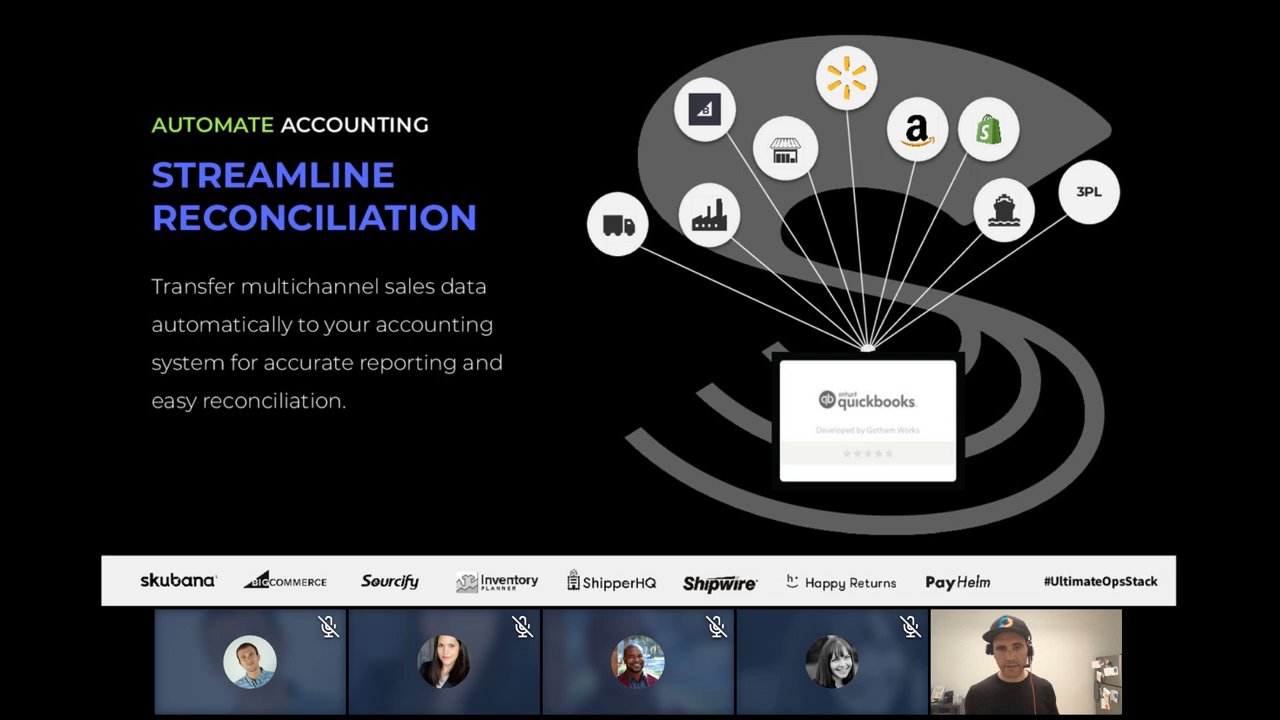 AUTOMATE ACCOUNTING
STREAMLINE
RECONCILIATION
Transfer multichannel sales data
automatically to your accounting
system for accurate reporting and
easy reconciliation.
B
a
S
3PL
qb
intuit
quickbooks.
Developed by Gotham Works
skubana
BIGCOMMERCE
Sourcify
Inventory
PLANNER
ShipperHQ
Shipwire
h:
Happy Returns
PayHelm
#UltimateOpsStack